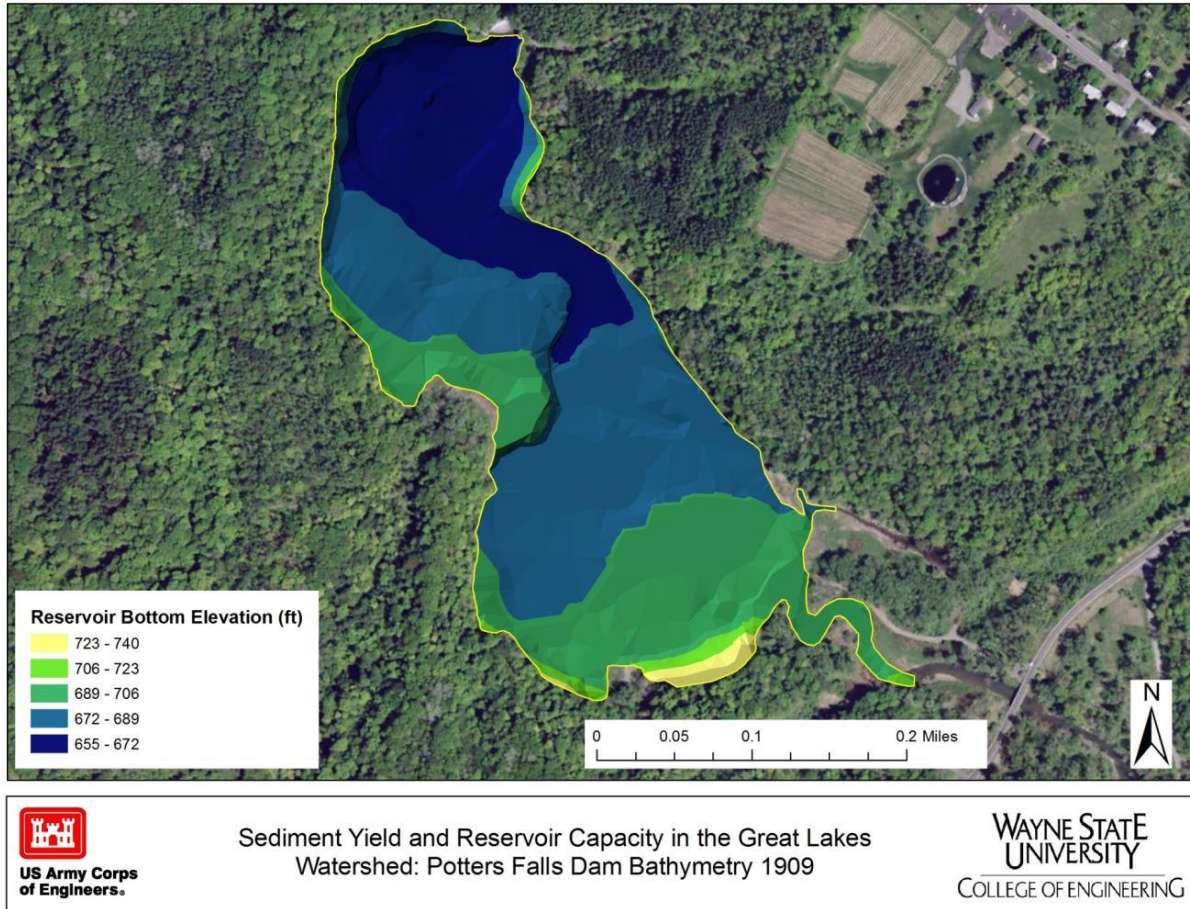 Reservoir Bottom Elevation (ft)
723 - 740
706 - 723
689 - 706
672 - 689
655 - 672
0 0.05 0.1 0.2 Miles
N
US Army Corps
of Engineers®
Sediment Yield and Reservoir Capacity in the Great Lakes
Watershed: Potters Falls Dam Bathymetry 1909
WAYNE STATE
UNIVERSITY
COLLEGE OF ENGINEERING